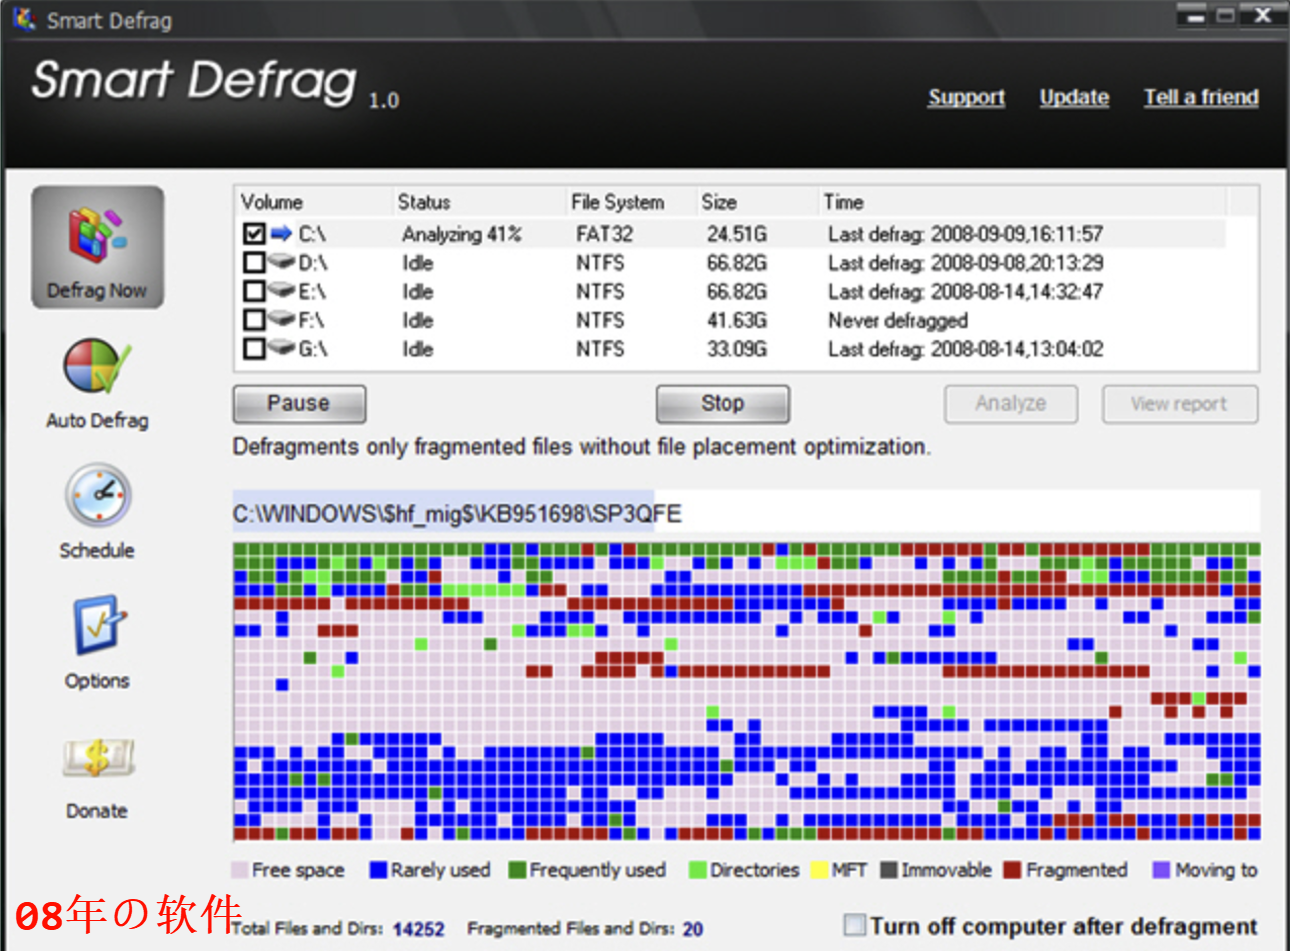 Smart Defrag
Smart Defrag 1.0
Support Update Tell a friend
Volume Status File System Size Time
C:\ Analyzing 41% FAT32 24.51G Last defrag: 2008-09-09,16:11:57
D:\ Idle NTFS 66.82G Last defrag: 2008-09-08,20:13:29
E:\ Idle NTFS 66.82G Last defrag: 2008-08-14,14:32:47
F:\ Idle NTFS 41.63G Never defragged
G:\ Idle NTFS 33.09G Last defrag: 2008-08-14,13:04:02
Defrag Now
Auto Defrag
Schedule
Options
Donate
Pause Stop Analyze View report
Defragments only fragmented files without file placement optimization.
C:\WINDOWS\$hf_mig$\KB951698\SP3QFE
Free space Rarely used Frequently used Directories MFT Immovable Fragmented Moving to
08年の软件
Total Files and Dirs: 14252 Fragmented Files and Dirs: 20 Turn off computer after defragment